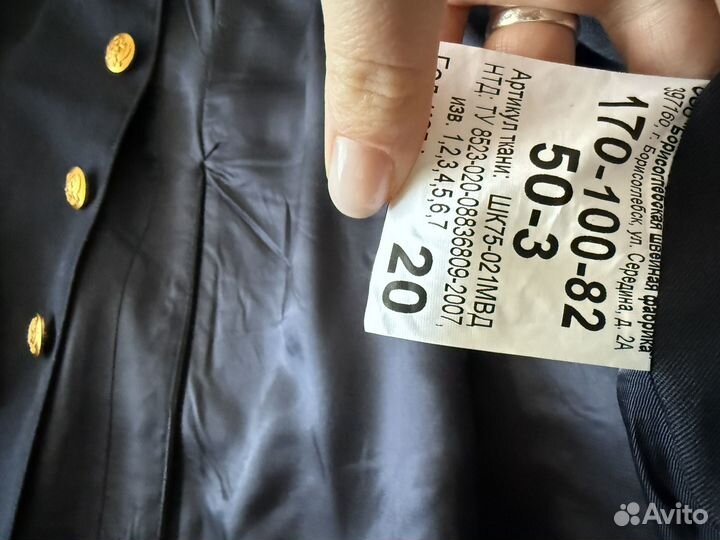 ООО Борисоглебская швейная фабрика
397160 г. Борисоглебск, ул. Середина, д. 2А
170-100-82
50-3
Артикул ткани: ШК75-021МВД
НТД: ТУ 8523-020-08836809-2007,
изв. 1,2,3,4,5,6,7
20
Avito